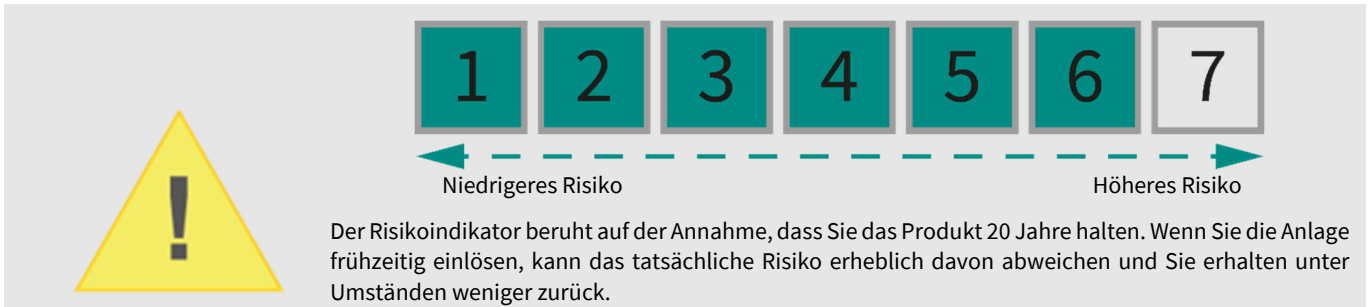 1 2 3 4 5 6 7
Niedrigeres Risiko Höheres Risiko
!
Der Risikoindikator beruht auf der Annahme, dass Sie das Produkt 20 Jahre halten. Wenn Sie die Anlage
frühzeitig einlösen, kann das tatsächliche Risiko erheblich davon abweichen und Sie erhalten unter
Umständen weniger zurück.